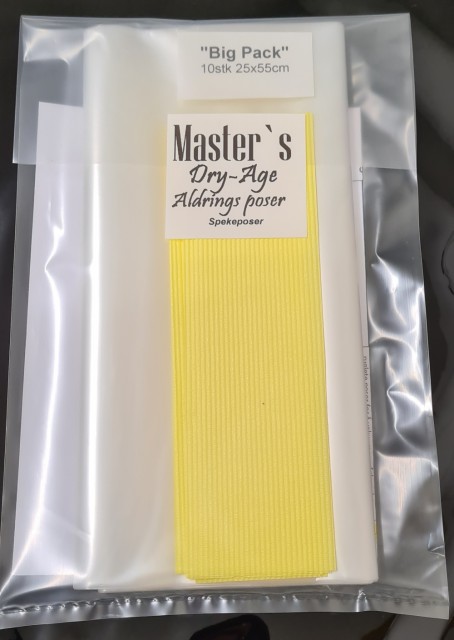 "Big Pack"
10stk 25x55cm
Master`s
Dry-Age
Aldrings poser
Spekeposer